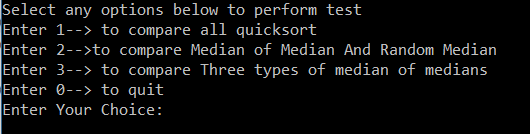 Select any options below to perform test
Enter 1--> to compare all quicksort
Enter 2-->to compare Median of Median And Random Median
Enter 3--> to compare Three types of median of medians
Enter 0--> to quit
Enter Your Choice: